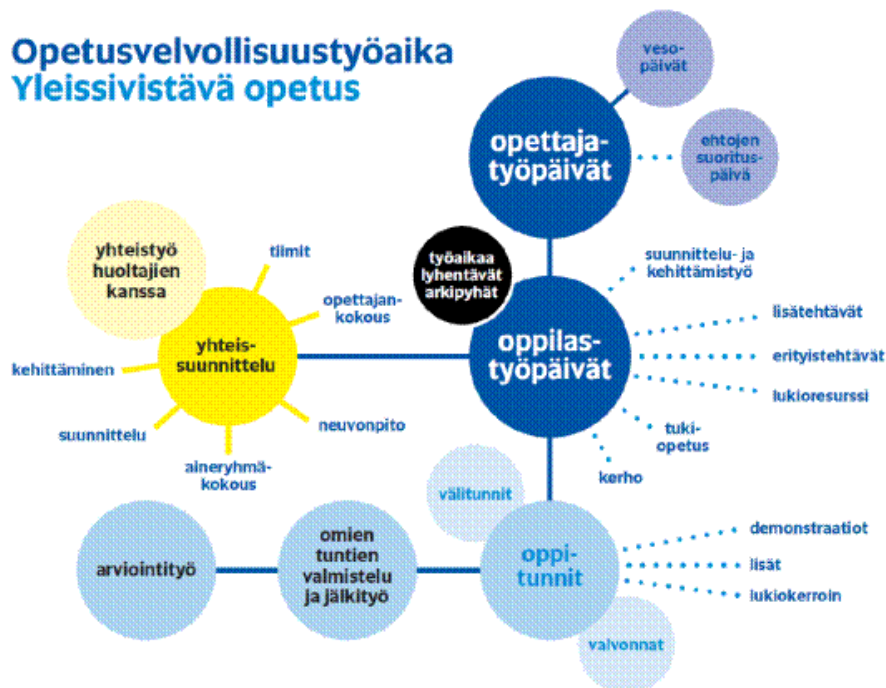 Opetusvelvollisuustyöaika
Yleissivistävä opetus
veso-
päivät
opettaja-
työpäivät
ehtojen
suoritus-
päivä
yhteistyö
huoltajien
kanssa
tiimit
työaikaa
lyhentävät
arkipyhät
suunnittelu- ja
kehittämistyö
opettajan-
kokous
lisätehtävät
yhteis-
suunnittelu
oppilas-
työpäivät
erityistehtävät
kehittäminen
lukioresurssi
suunnittelu
neuvonpito
tuki-
opetus
aineryhmä-
kokous
kerho
välitunnit
arviointityö
omien
tuntien
valmistelu
ja jälkityö
oppi-
tunnit
demonstraatiot
lisät
lukiokerroin
valvonnat